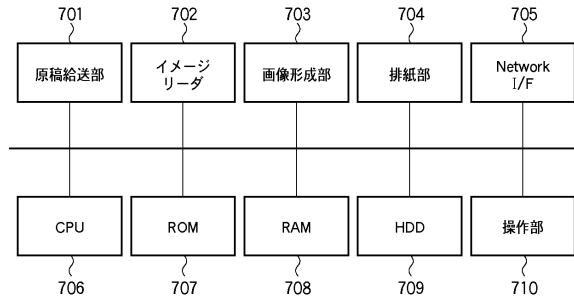 701 702 703 704 705
原稿給送部
イメージ
リーダ
画像形成部
排紙部
Network
I/F
CPU
ROM
RAM
HDD
操作部
706 707 708 709 710